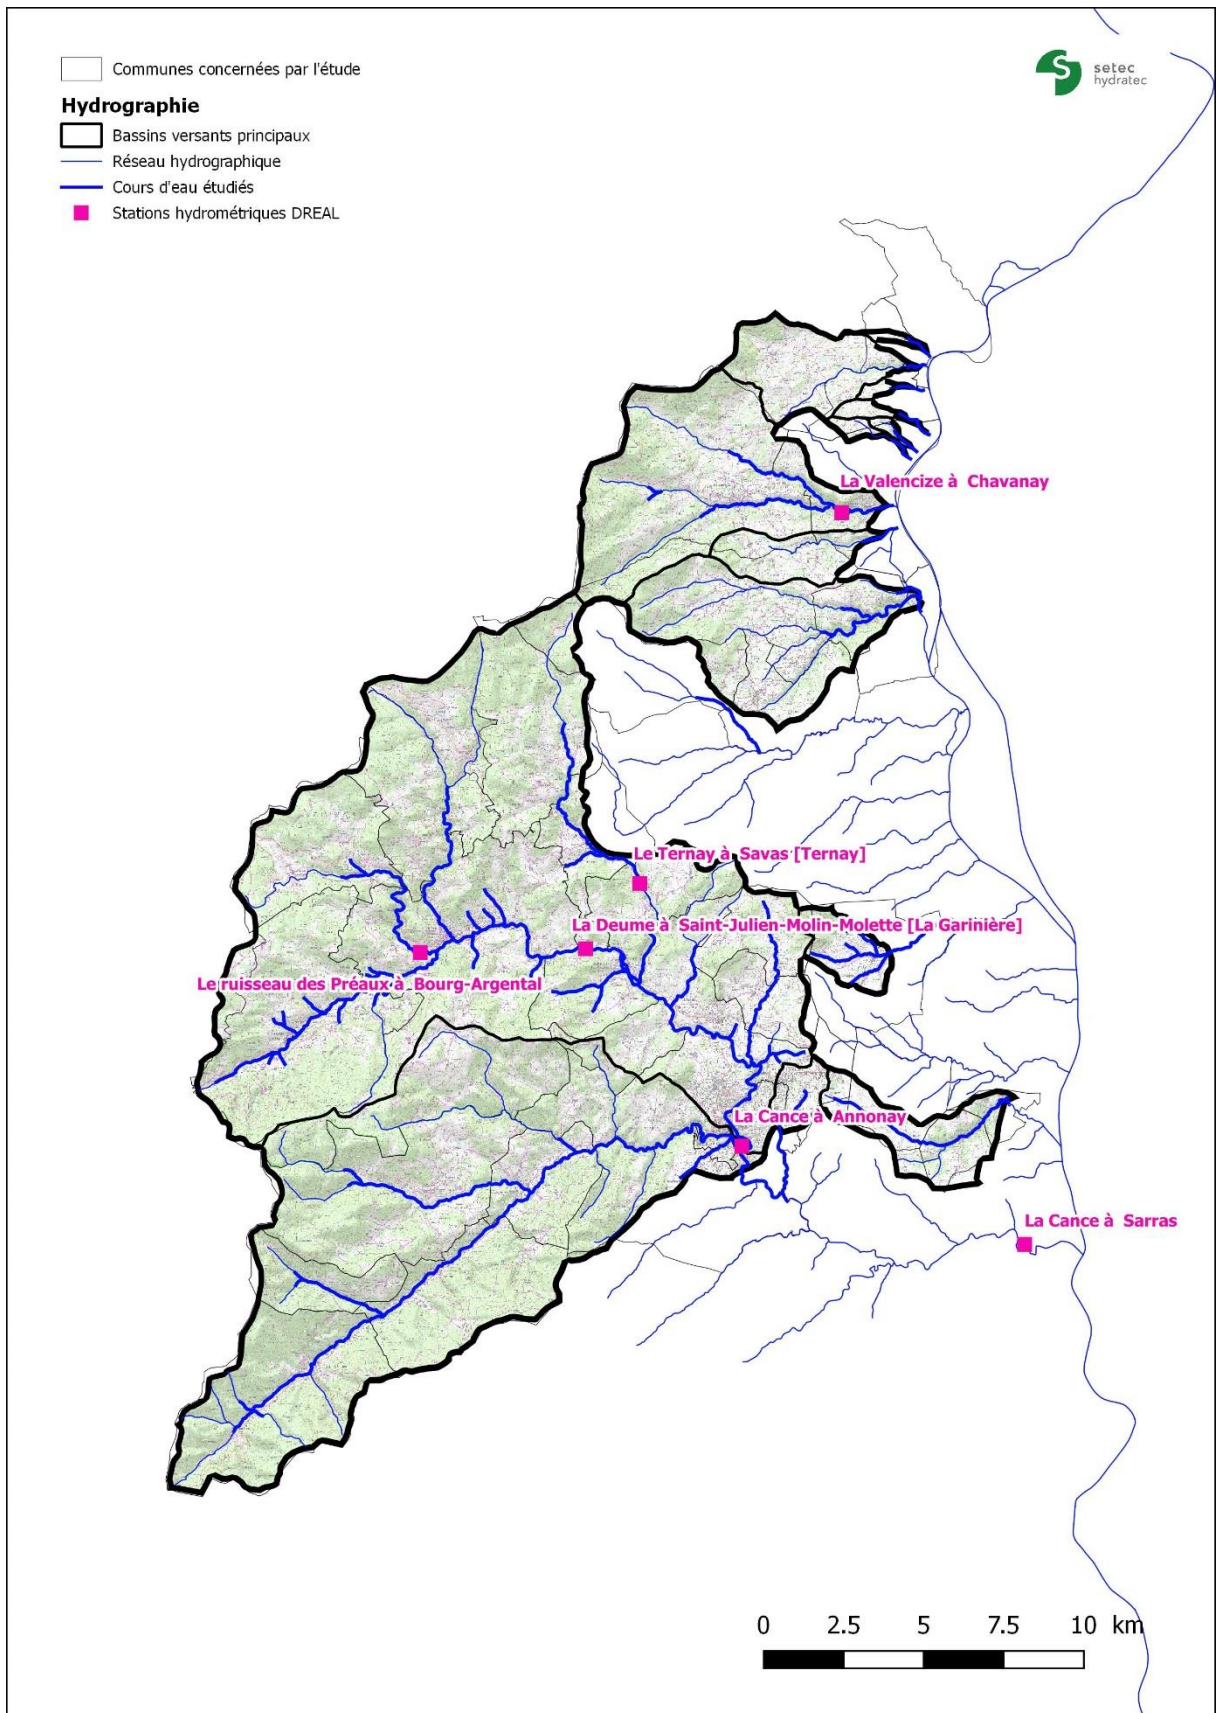 Communes concernées par l'étude
Hydrographie
Bassins versants principaux
Réseau hydrographique
Cours d'eau étudiés
Stations hydrométriques DREAL
setec
hydratec
La Valencize à Chavanay
Le Ternay à Savas [Ternay]
La Deume à Saint-Julien-Molin-Molette [La Garinière]
Le ruisseau des Préaux à Bourg-Argental
La Cance à Annonay
La Cance à Sarras
0 2.5 5 7.5 10 km